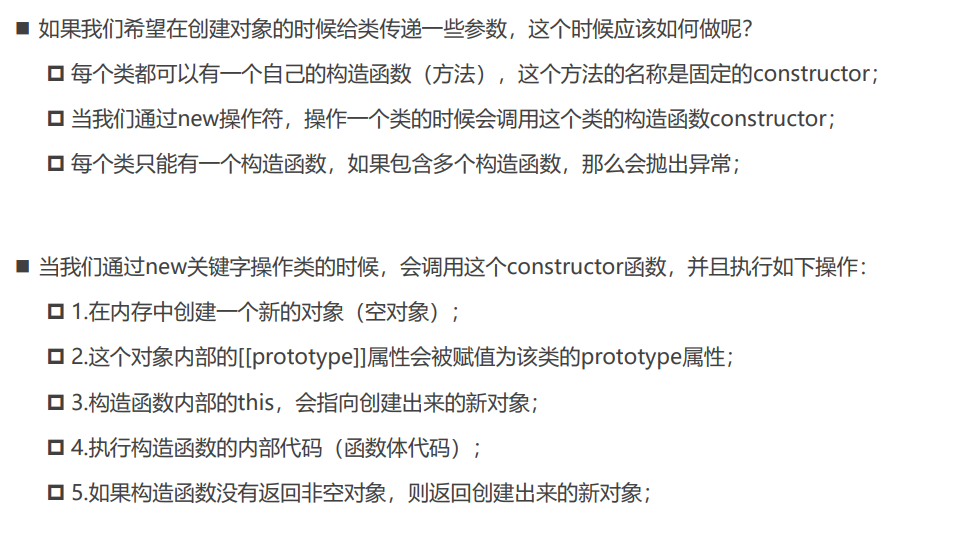 ■ 如果我们希望在创建对象的时候给类传递一些参数，这个时候应该如何做呢？
每个类都可以有一个自己的构造函数（方法），这个方法的名称是固定的constructor；
当我们通过new操作符，操作一个类的时候会调用这个类的构造函数constructor；
每个类只能有一个构造函数，如果包含多个构造函数，那么会抛出异常；
■ 当我们通过new关键字操作类的时候，会调用这个constructor函数，并且执行如下操作：
1.在内存中创建一个新的对象（空对象）；
2.这个对象内部的[[prototype]]属性会被赋值为该类的prototype属性；
3.构造函数内部的this，会指向创建出来的新对象；
4.执行构造函数的内部代码（函数体代码）；
5.如果构造函数没有返回非空对象，则返回创建出来的新对象；